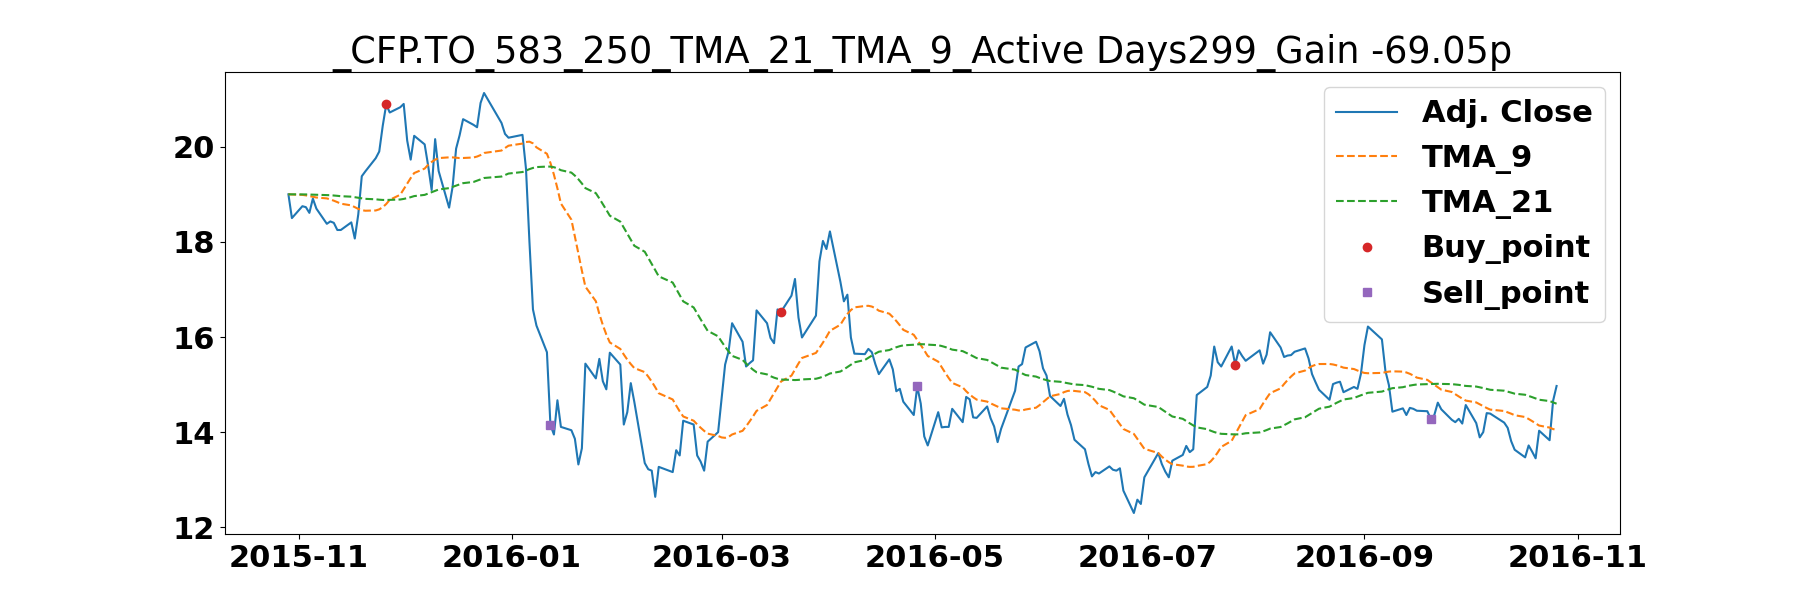 _CFP.TO_583_250_TMA_21_TMA_9_Active Days299_Gain -69.05p
Adj. Close
TMA_9
TMA_21
Buy_point
Sell_point
20
18
16
14
12
2015-11 2016-01 2016-03 2016-05 2016-07 2016-09 2016-11